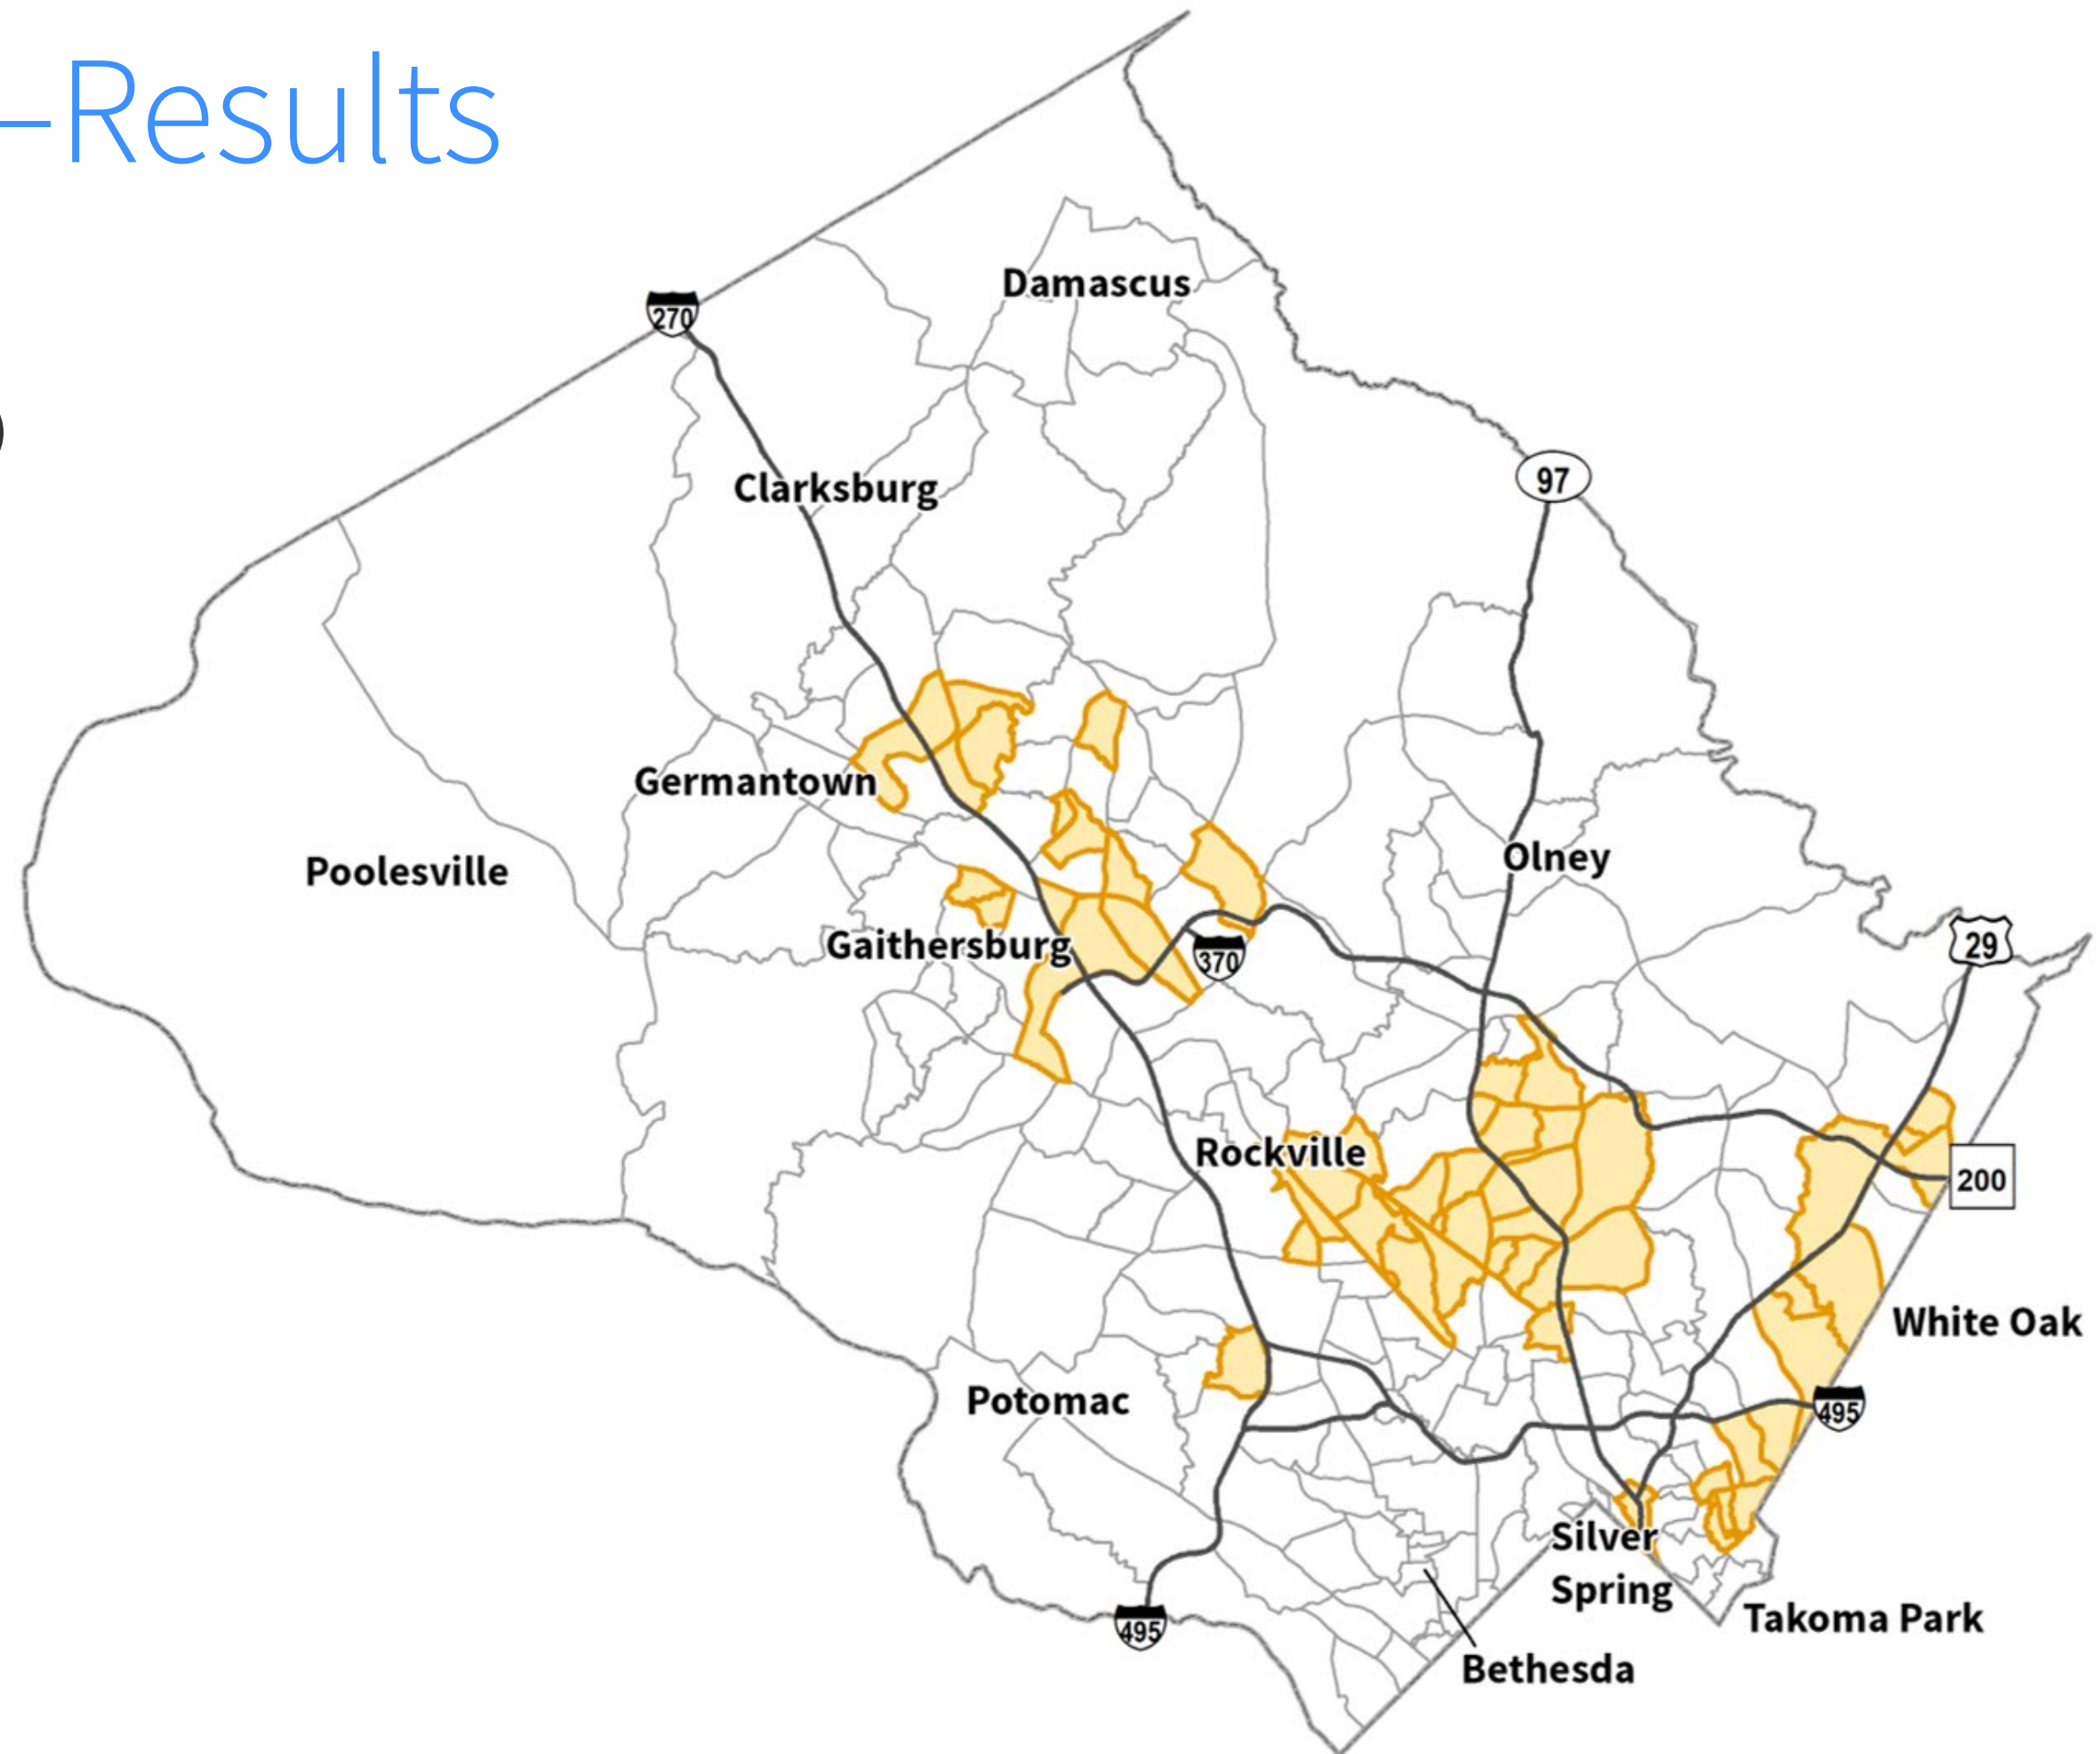 –Results
Damascus
270
Clarksburg
97
Germantown
Olney
Poolesville
Gaithersburg
370
29
Rockville
200
White Oak
Potomac
495
Silver
Spring
Takoma Park
495
Bethesda